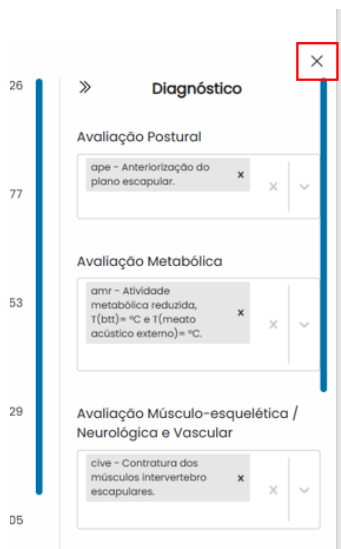 26
» Diagnóstico
Avaliação Postural
ape - Anteriorização do
plano escapular.
x
x
77
Avaliação Metabólica
53
amr - Atividade
metabólica reduzida,
T(btt)= ºC e T(meato
acústico externo)= ºC.
x
x
29
Avaliação Músculo-esquelética /
Neurológica e Vascular
cive - Contratura dos
músculos intervertebro
escapulares.
x
x
05